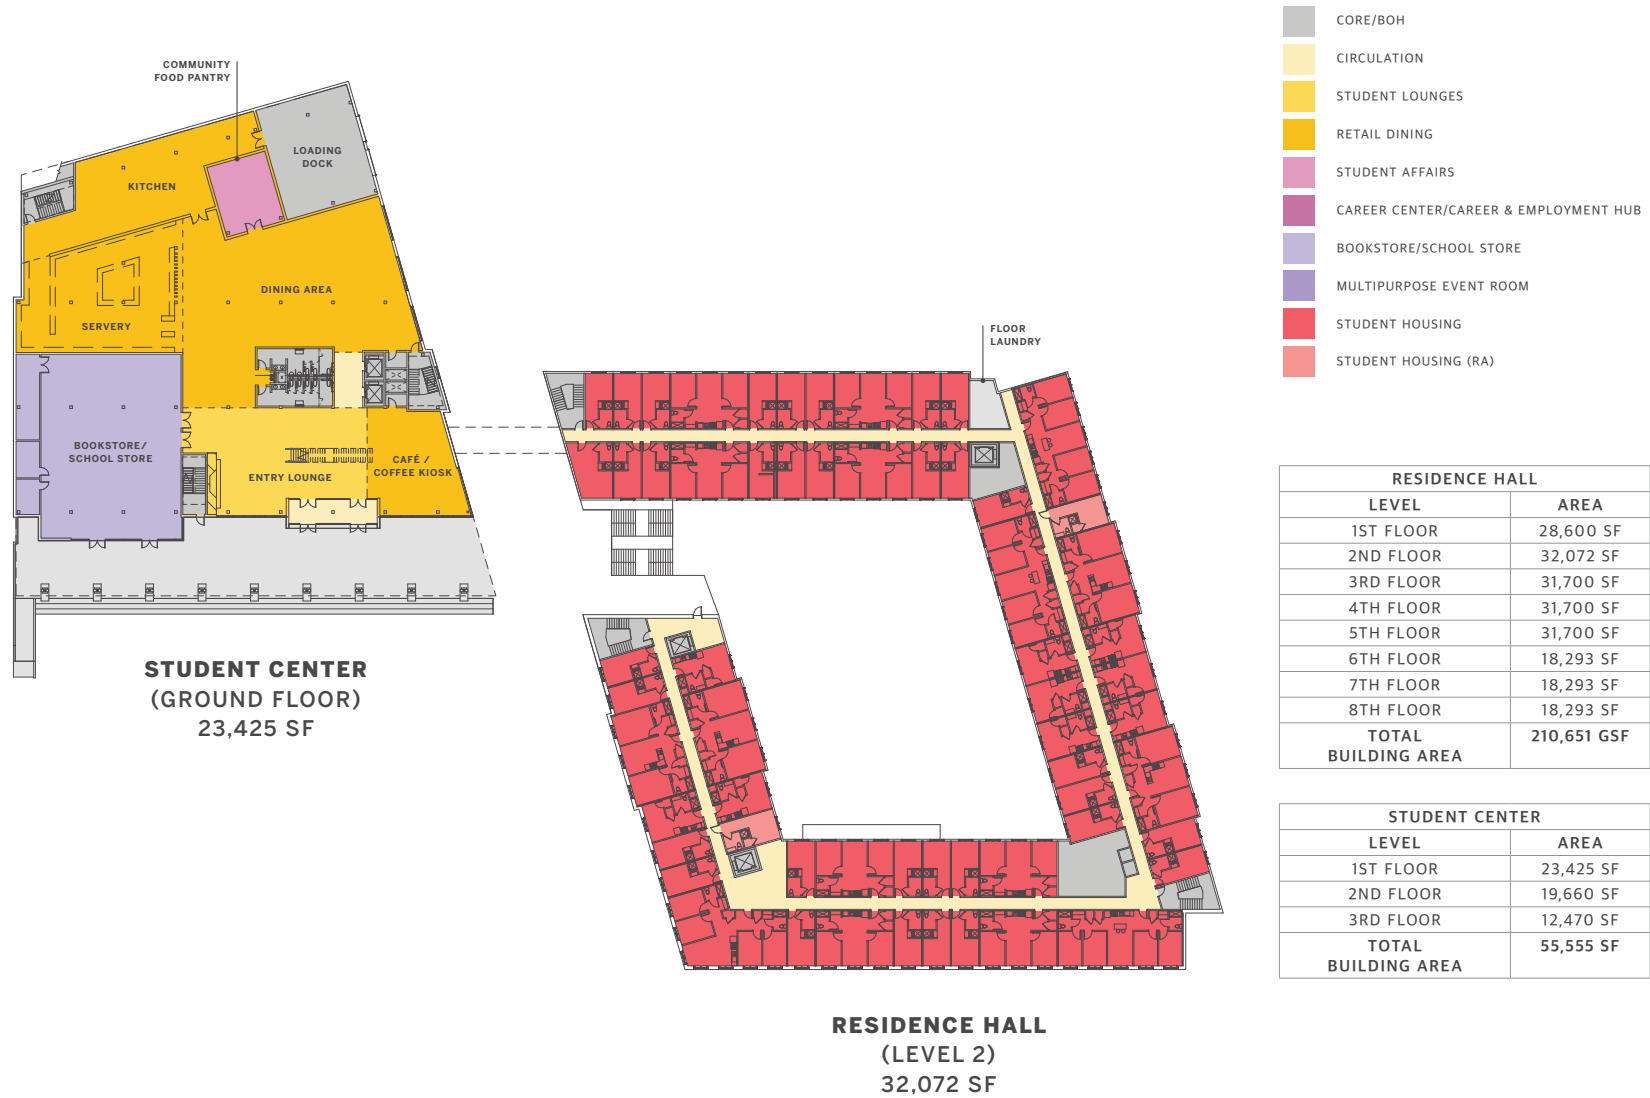 COMMUNITY
FOOD PANTRY
LOADING
DOCK
KITCHEN
DINING AREA
SERVERY
BOOKSTORE/
SCHOOL STORE
ENTRY LOUNGE
CAFÉ /
COFFEE KIOSK
STUDENT CENTER
(GROUND FLOOR)
23,425 SF
FLOOR
LAUNDRY
RESIDENCE HALL
(LEVEL 2)
32,072 SF
CORE/BOH
CIRCULATION
STUDENT LOUNGES
RETAIL DINING
STUDENT AFFAIRS
CAREER CENTER/CAREER & EMPLOYMENT HUB
BOOKSTORE/SCHOOL STORE
MULTIPURPOSE EVENT ROOM
STUDENT HOUSING
STUDENT HOUSING (RA)
RESIDENCE HALL
LEVEL AREA
1ST FLOOR 28,600 SF
2ND FLOOR 32,072 SF
3RD FLOOR 31,700 SF
4TH FLOOR 31,700 SF
5TH FLOOR 31,700 SF
6TH FLOOR 18,293 SF
7TH FLOOR 18,293 SF
8TH FLOOR 18,293 SF
TOTAL 210,651 GSF
BUILDING AREA
STUDENT CENTER
LEVEL AREA
1ST FLOOR 23,425 SF
2ND FLOOR 19,660 SF
3RD FLOOR 12,470 SF
TOTAL 55,555 SF
BUILDING AREA